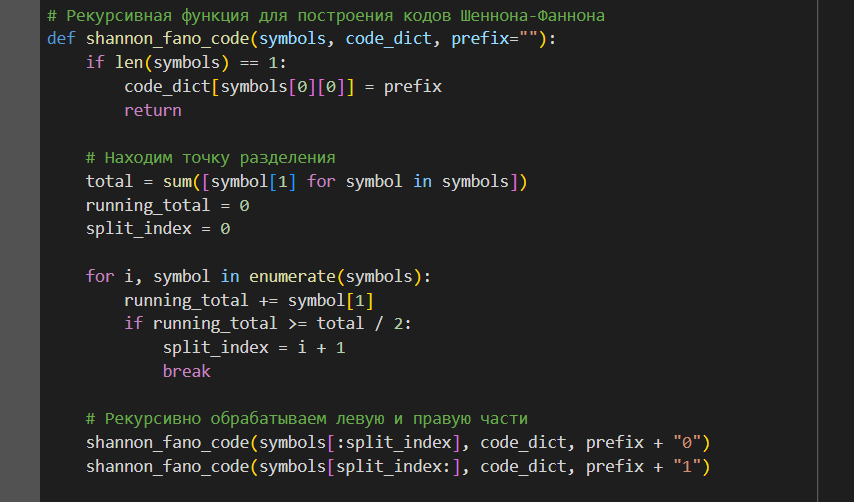 # Рекурсивная функция для построения кодов Шеннона-Фаннона
def shannon_fano_code(symbols, code_dict, prefix=""):
    if len(symbols) == 1:
        code_dict[symbols[0][0]] = prefix
        return

    # Находим точку разделения
    total = sum([symbol[1] for symbol in symbols])
    running_total = 0
    split_index = 0

    for i, symbol in enumerate(symbols):
        running_total += symbol[1]
        if running_total >= total / 2:
            split_index = i + 1
            break

    # Рекурсивно обрабатываем левую и правую части
    shannon_fano_code(symbols[:split_index], code_dict, prefix + "0")
    shannon_fano_code(symbols[split_index:], code_dict, prefix + "1")